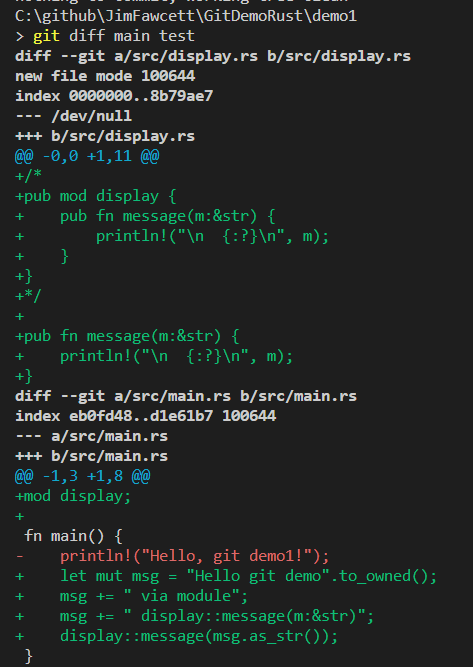 C:\github\JimFawcett\GitDemoRust\demo1
> git diff main test
diff --git a/src/display.rs b/src/display.rs
new file mode 100644
index 0000000..8b79ae7
--- /dev/null
+++ b/src/display.rs
@@ -0,0 +1,11 @@
+/*
+pub mod display {
+    pub fn message(m:&str) {
+        println!("\n  {:?}\n", m);
+    }
+}
+*/
+
+pub fn message(m:&str) {
+    println!("\n  {:?}\n", m);
+}
diff --git a/src/main.rs b/src/main.rs
index eb0fd48..d1e61b7 100644
--- a/src/main.rs
+++ b/src/main.rs
@@ -1,3 +1,8 @@
+mod display;
+
 fn main() {
-    println!("Hello, git demo1!");
+    let mut msg = "Hello git demo".to_owned();
+    msg += " via module";
+    msg += " display::message(m:&str)";
+    display::message(msg.as_str());
 }